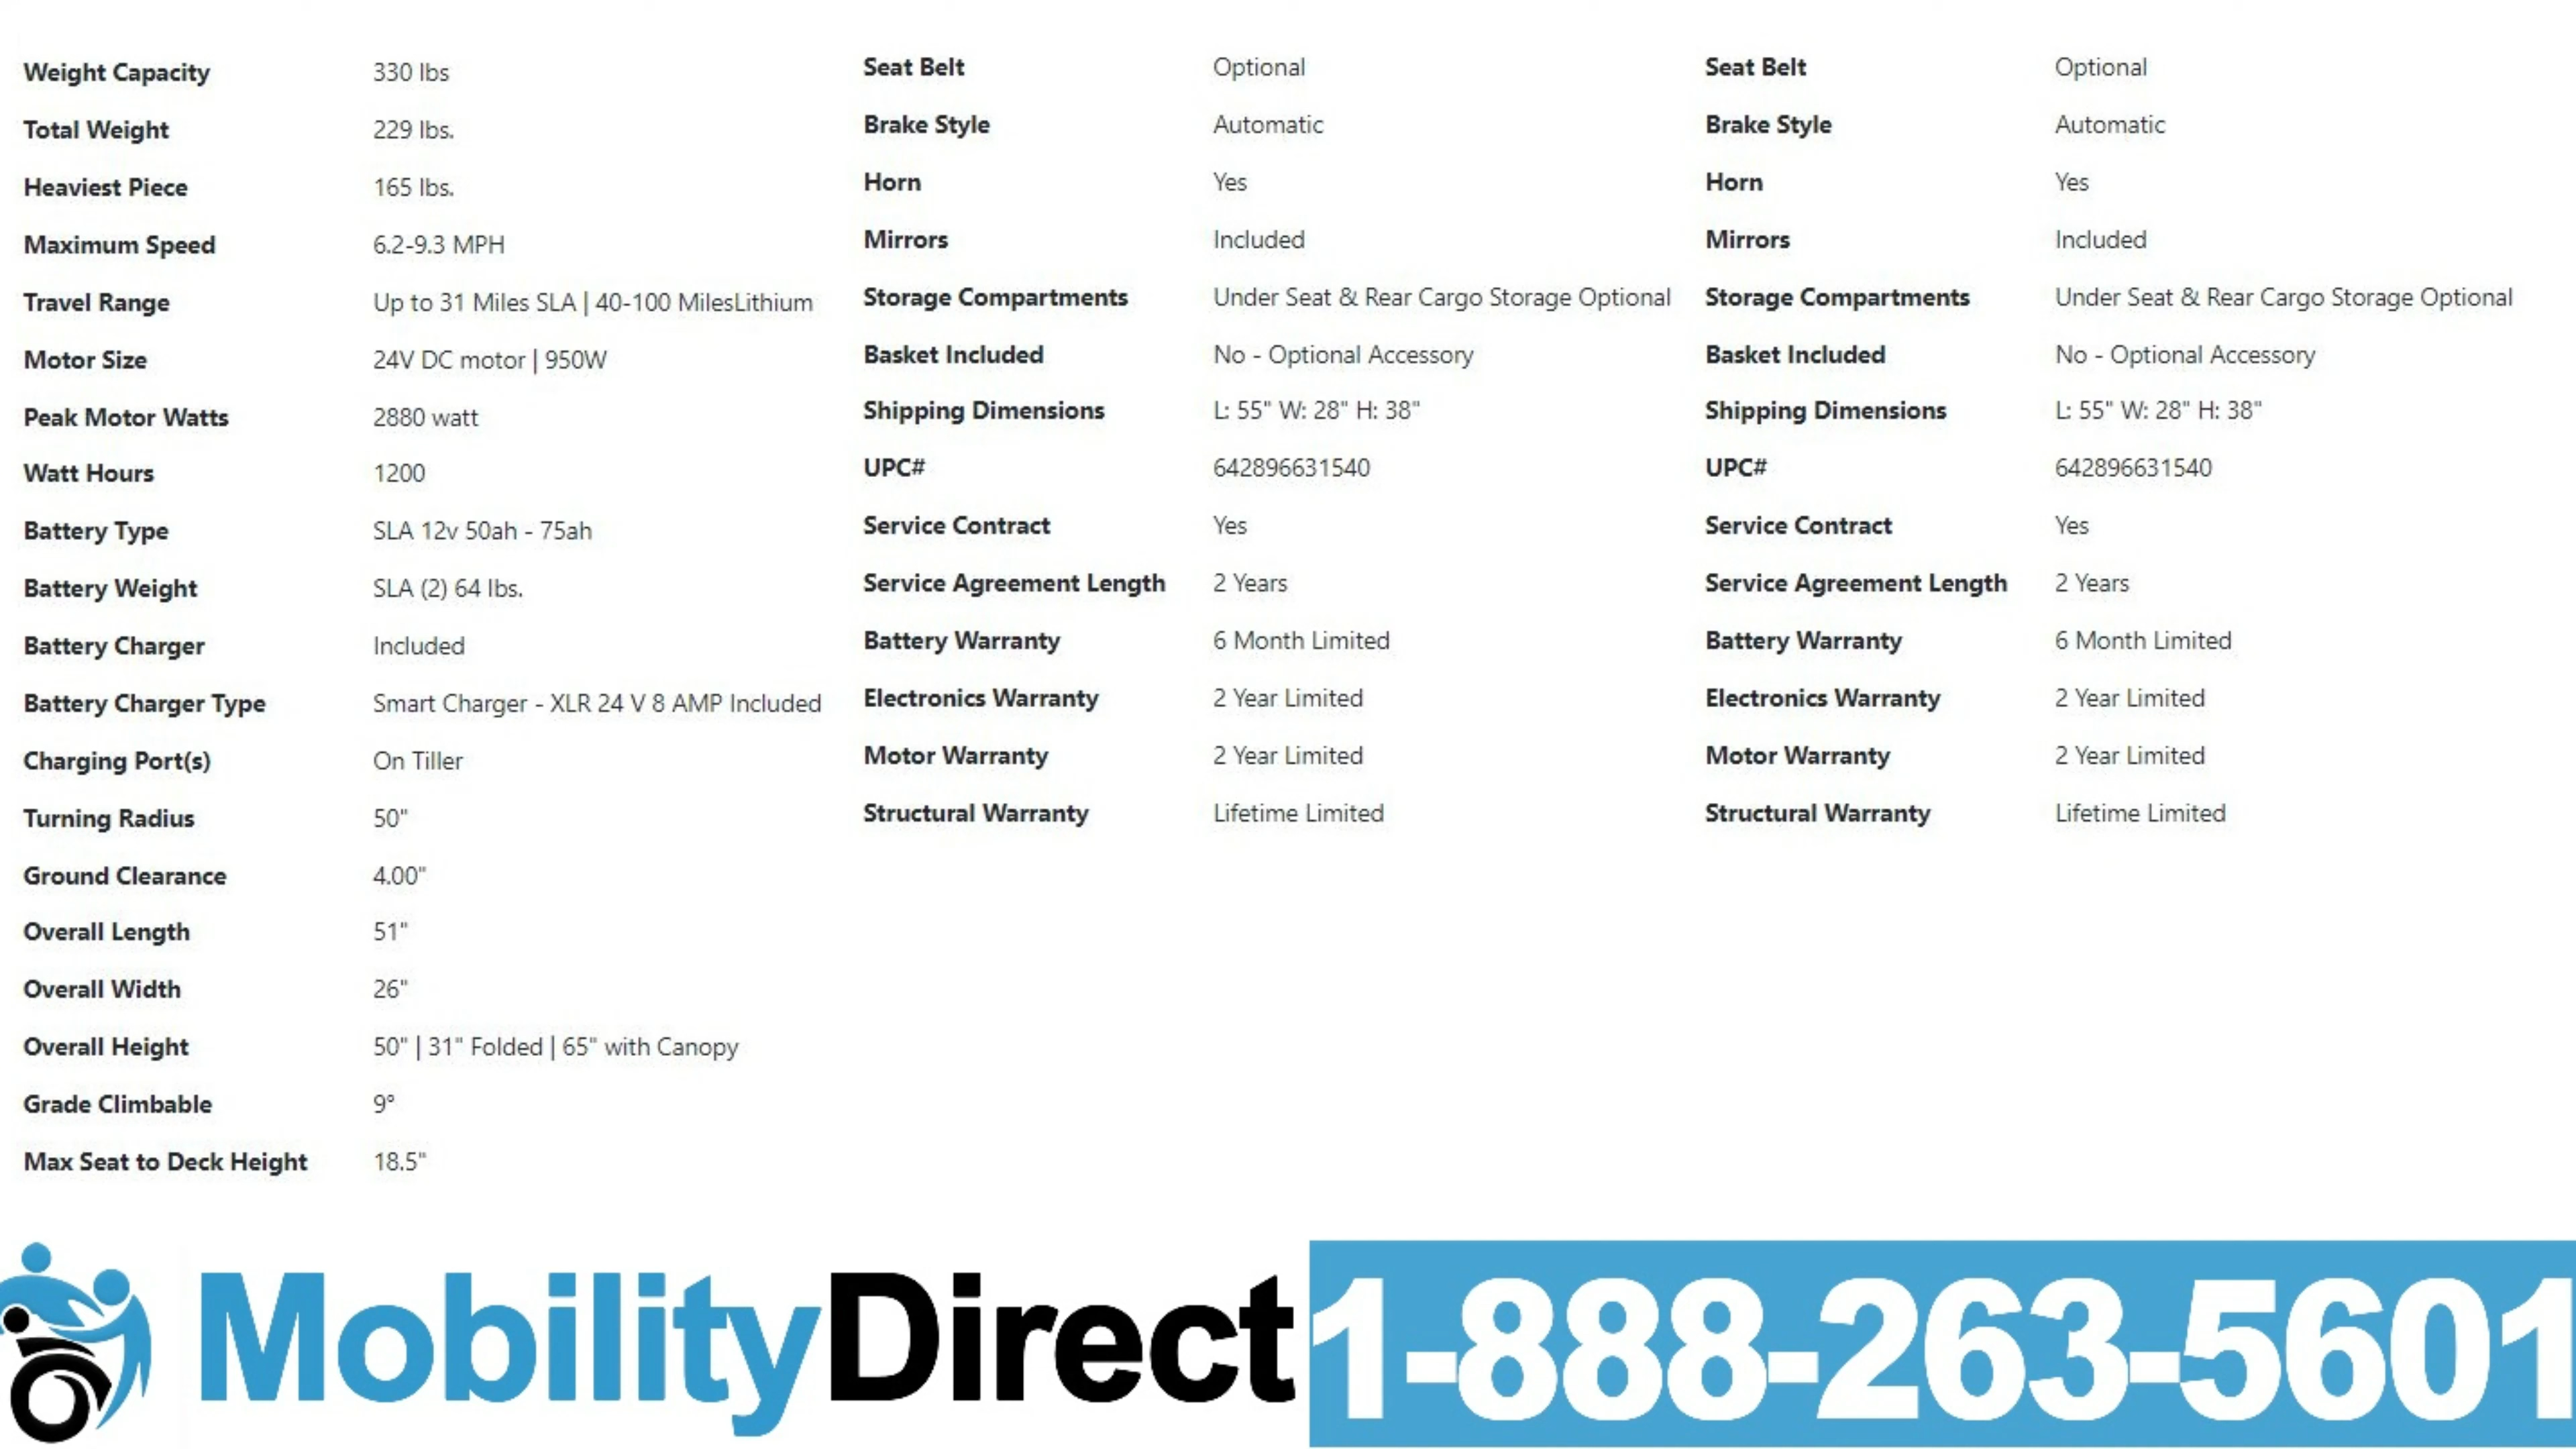 Weight Capacity 330 lbs
Total Weight 229 lbs.
Heaviest Piece 165 lbs.
Maximum Speed 6.2-9.3 MPH
Travel Range Up to 31 Miles SLA | 40-100 MilesLithium
Motor Size 24V DC motor | 950W
Peak Motor Watts 2880 watt
Watt Hours 1200
Battery Type SLA 12v 50ah - 75ah
Battery Weight SLA (2) 64 lbs.
Battery Charger Included
Battery Charger Type Smart Charger - XLR 24 V 8 AMP Included
Charging Port(s) On Tiller
Turning Radius 50"
Ground Clearance 4.00"
Overall Length 51"
Overall Width 26"
Overall Height 50" | 31" Folded | 65" with Canopy
Grade Climbable 9°
Max Seat to Deck Height 18.5"
Seat Belt Optional
Brake Style Automatic
Horn Yes
Mirrors Included
Storage Compartments Under Seat & Rear Cargo Storage Optional
Basket Included No - Optional Accessory
Shipping Dimensions L: 55" W: 28" H: 38"
UPC# 642896631540
Service Contract Yes
Service Agreement Length 2 Years
Battery Warranty 6 Month Limited
Electronics Warranty 2 Year Limited
Motor Warranty 2 Year Limited
Structural Warranty Lifetime Limited
Seat Belt Optional
Brake Style Automatic
Horn Yes
Mirrors Included
Storage Compartments Under Seat & Rear Cargo Storage Optional
Basket Included No - Optional Accessory
Shipping Dimensions L: 55" W: 28" H: 38"
UPC# 642896631540
Service Contract Yes
Service Agreement Length 2 Years
Battery Warranty 6 Month Limited
Electronics Warranty 2 Year Limited
Motor Warranty 2 Year Limited
Structural Warranty Lifetime Limited
MobilityDirect 1-888-263-5601